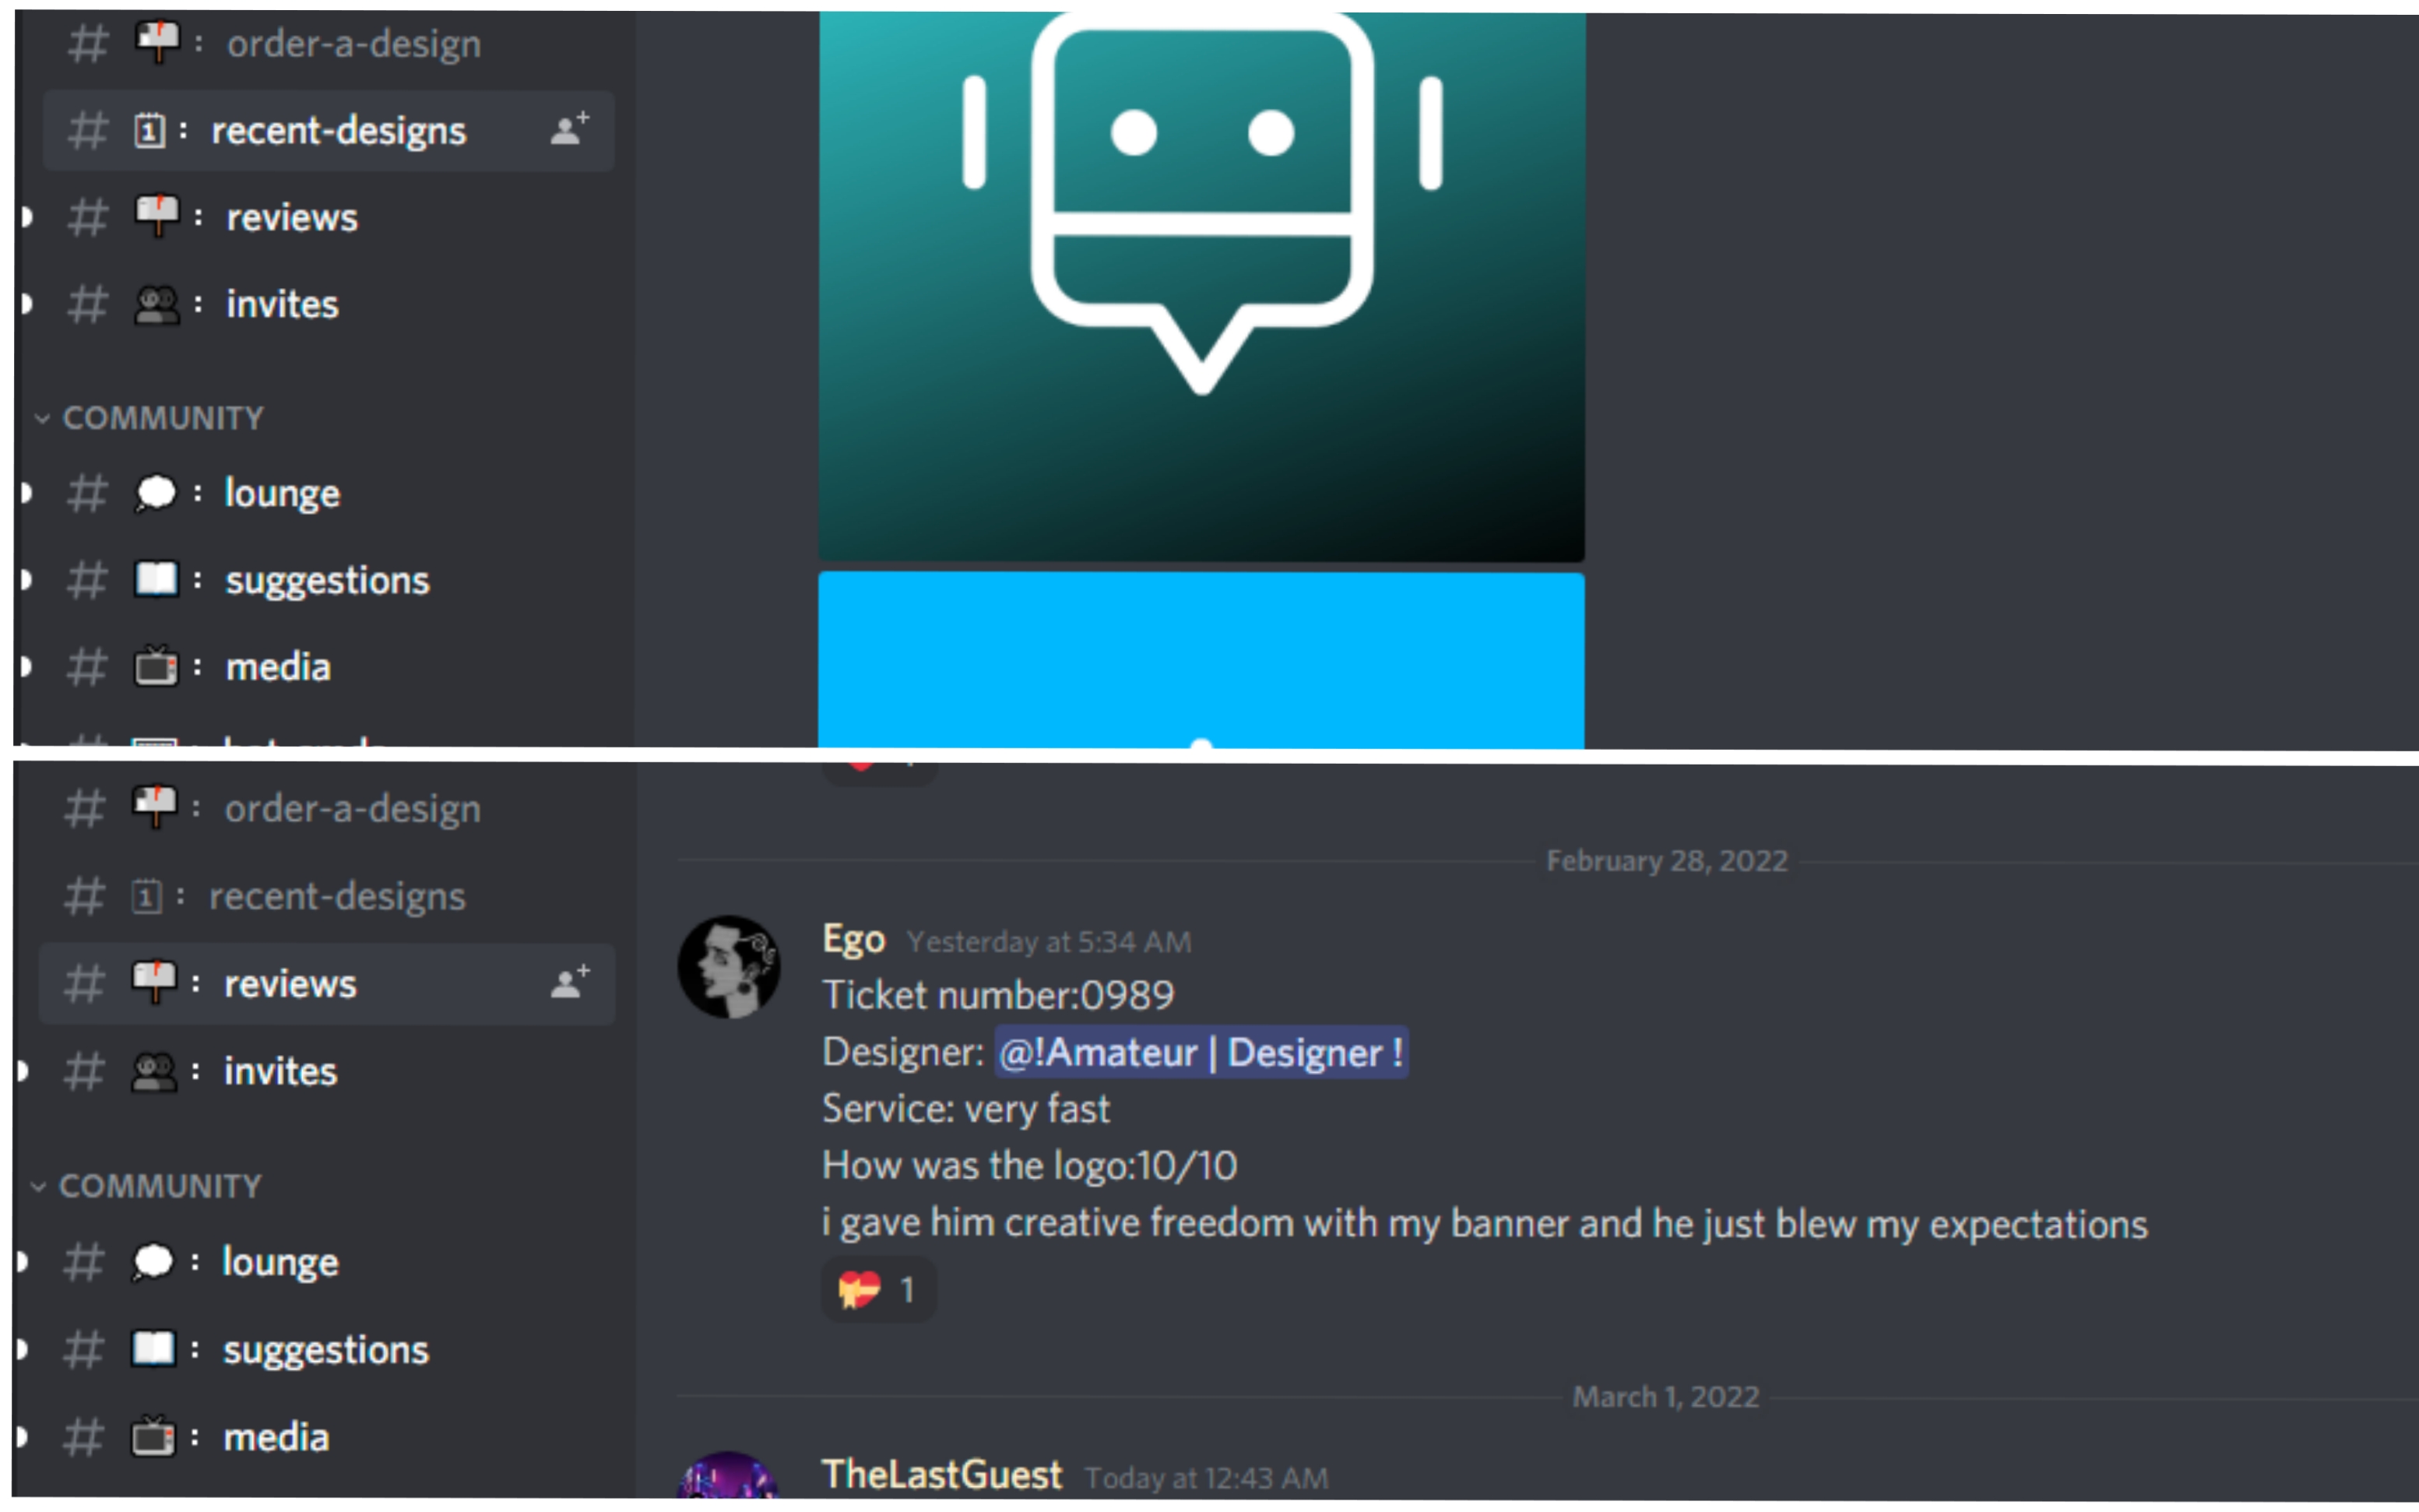 # : order-a-design
# 1 : recent-designs
# : reviews
# : invites
COMMUNITY
# : lounge
# : suggestions
# : media
# : order-a-design
# 1 : recent-designs
# : reviews
# : invites
COMMUNITY
# : lounge
# : suggestions
# : media
February 28, 2022
Ego Yesterday at 5:34 AM
Ticket number:0989
Designer: @!Amateur | Designer !
Service: very fast
How was the logo:10/10
i gave him creative freedom with my banner and he just blew my expectations
1
March 1, 2022
TheLastGuest Today at 12:43 AM